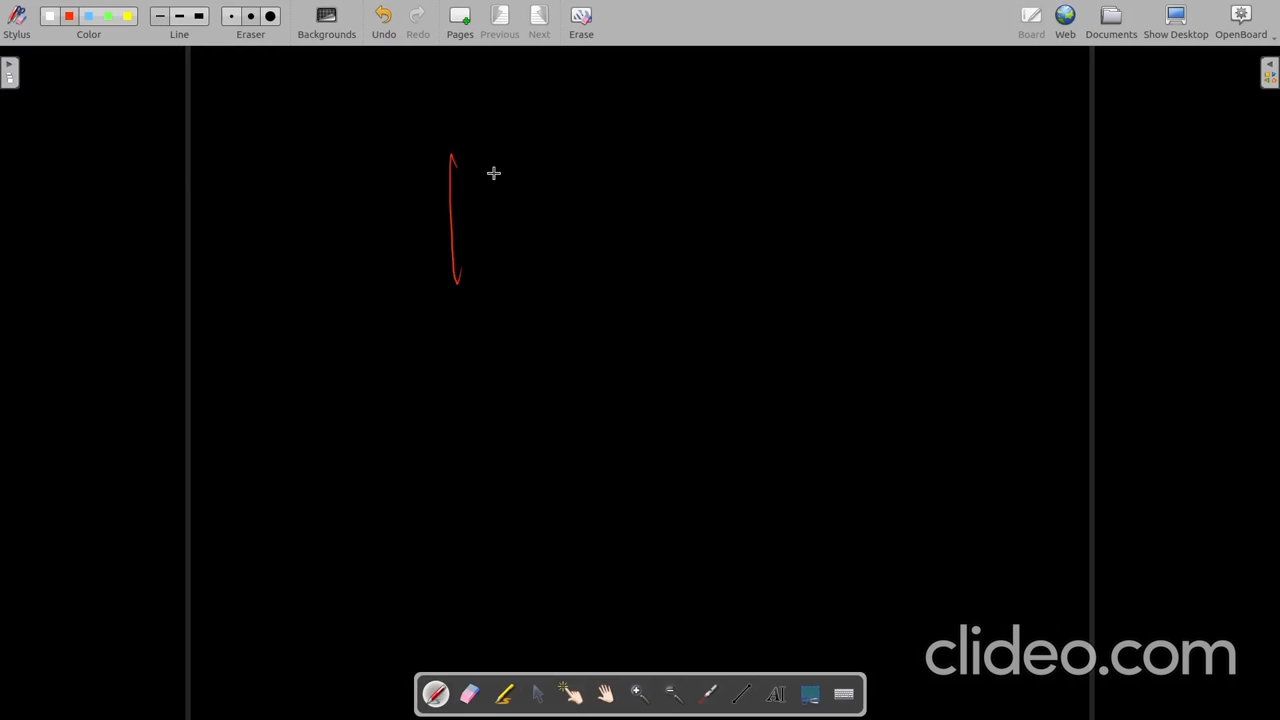 Stylus Color Line Eraser Backgrounds Undo Redo Pages Previous Next Erase Board Web Documents Show Desktop OpenBoard
AI
clideo.com